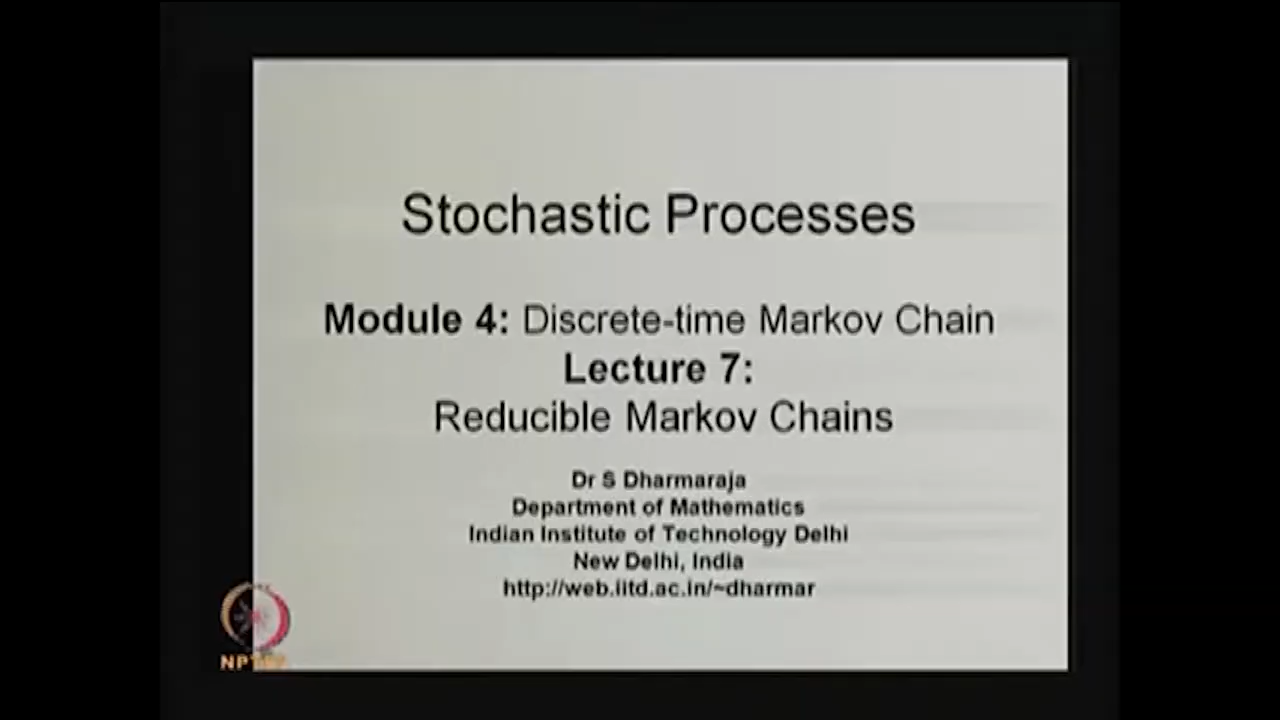 Stochastic Processes
Module 4: Discrete-time Markov Chain
Lecture 7:
Reducible Markov Chains
Dr S Dharmaraja
Department of Mathematics
Indian Institute of Technology Delhi
New Delhi, India
http://web.iitd.ac.in/~dharmar
NPTEL